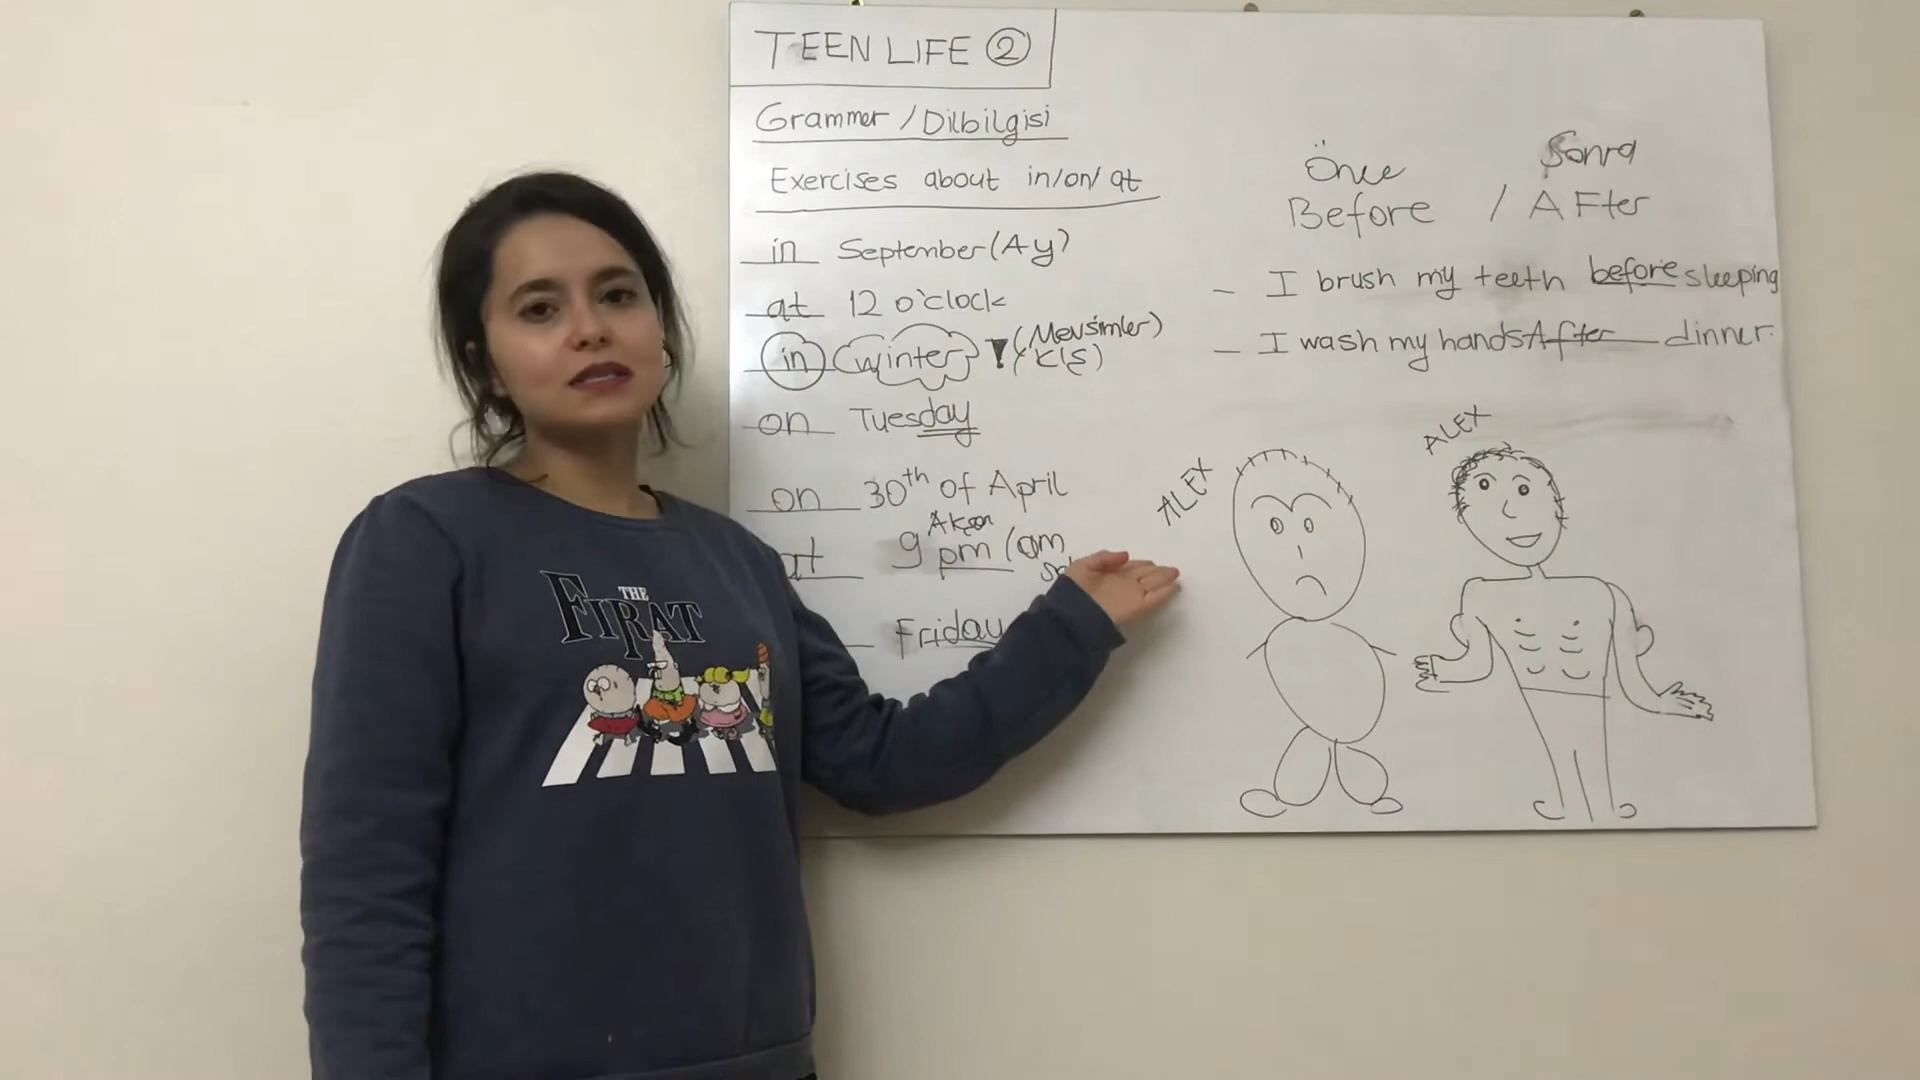 TEEN LIFE ②
Grammer / Dilbilgisi
Exercises about in/on/at
in September (Ay)
at 12 o'clock
in winter ! (Mevsimler)
(Kış)
on Tuesday
on 30th of April
Akşam
at 9 pm (am
Friday
Önce Sonra
Before / AFter
- I brush my teeth before sleeping
- I wash my hands After dinner.
ALEX
ALEX
THE
FIRAT